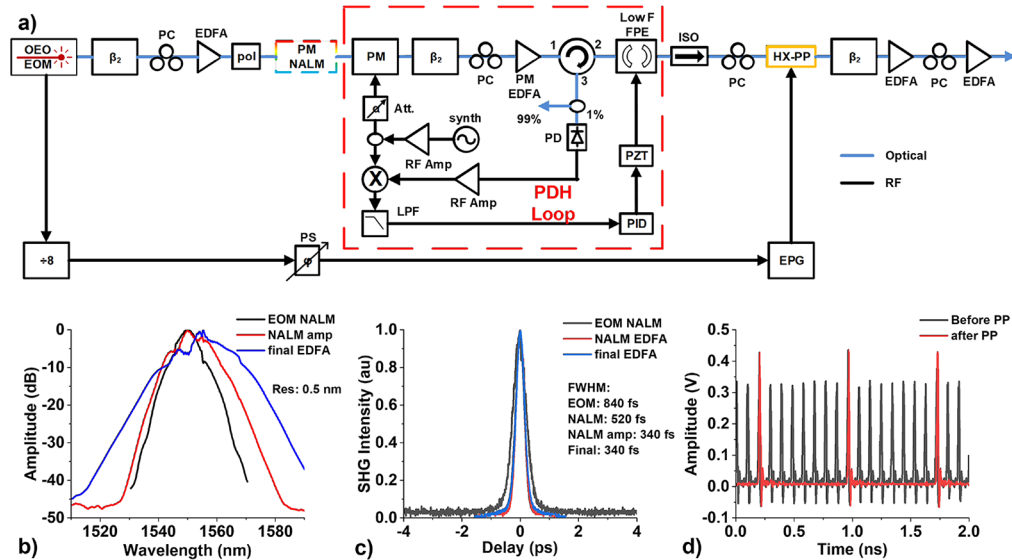 a)
OEO
EOM
β₂
PC
EDFA
pol
PM
NALM
PM
β₂
PC
PM
EDFA
1
2
3
Low F
FPE
ISO
PC
HX-PP
β₂
EDFA
PC
EDFA
α
Att.
synth
RF Amp
99%
1%
PD
PZT
X
RF Amp
PDH
Loop
LPF
PID
Optical
RF
÷8
PS
φ
EPG
EOM NALM
NALM amp
final EDFA
Res: 0.5 nm
Amplitude (dB)
0
-10
-20
-30
-40
-50
1520
1540
1560
1580
Wavelength (nm)
b)
EOM NALM
NALM EDFA
final EDFA
FWHM:
EOM: 840 fs
NALM: 520 fs
NALM amp: 340 fs
Final: 340 fs
SHG Intensity (au)
1.0
0.8
0.6
0.4
0.2
0.0
-4
-2
0
2
4
Delay (ps)
c)
Before PP
after PP
Amplitude (V)
0.5
0.4
0.3
0.2
0.1
0.0
-0.1
0.0
0.5
1.0
1.5
2.0
Time (ns)
d)